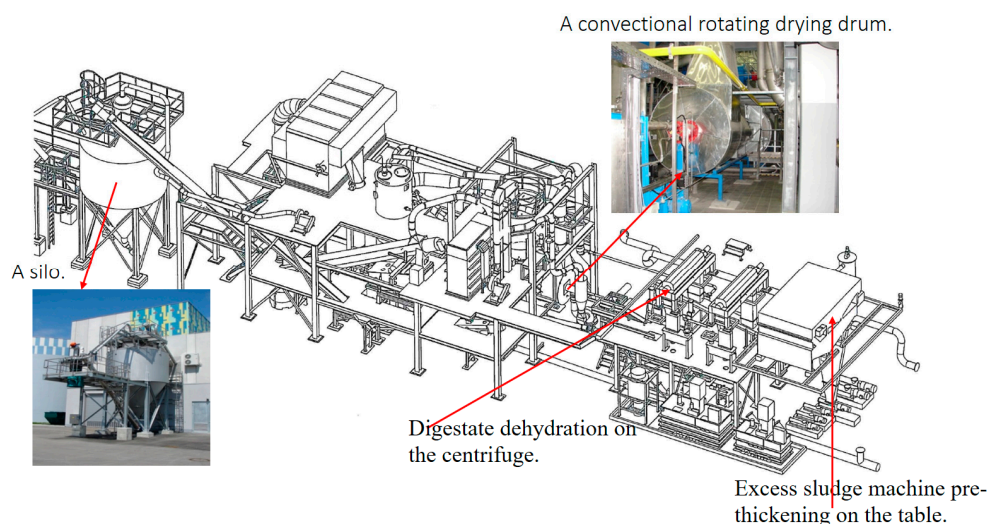 A convectional rotating drying drum.
A silo.
Digestate dehydration on
the centrifuge.
Excess sludge machine pre-
thickening on the table.